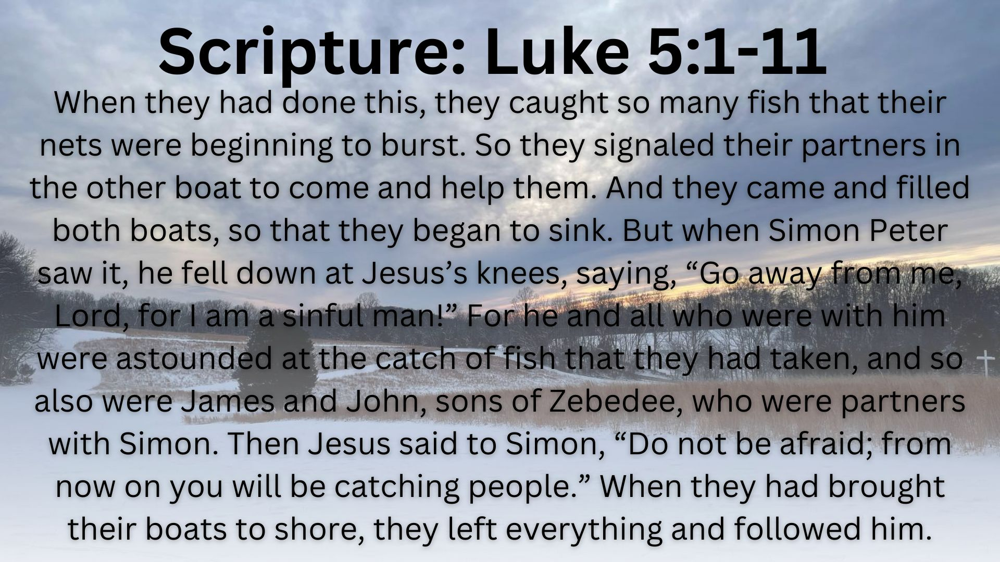 Scripture: Luke 5:1-11
When they had done this, they caught so many fish that their
nets were beginning to burst. So they signaled their partners in
the other boat to come and help them. And they came and filled
both boats, so that they began to sink. But when Simon Peter
saw it, he fell down at Jesus’s knees, saying, “Go away from me,
Lord, for I am a sinful man!” For he and all who were with him
were astounded at the catch of fish that they had taken, and so
also were James and John, sons of Zebedee, who were partners
with Simon. Then Jesus said to Simon, “Do not be afraid; from
now on you will be catching people.” When they had brought
their boats to shore, they left everything and followed him.